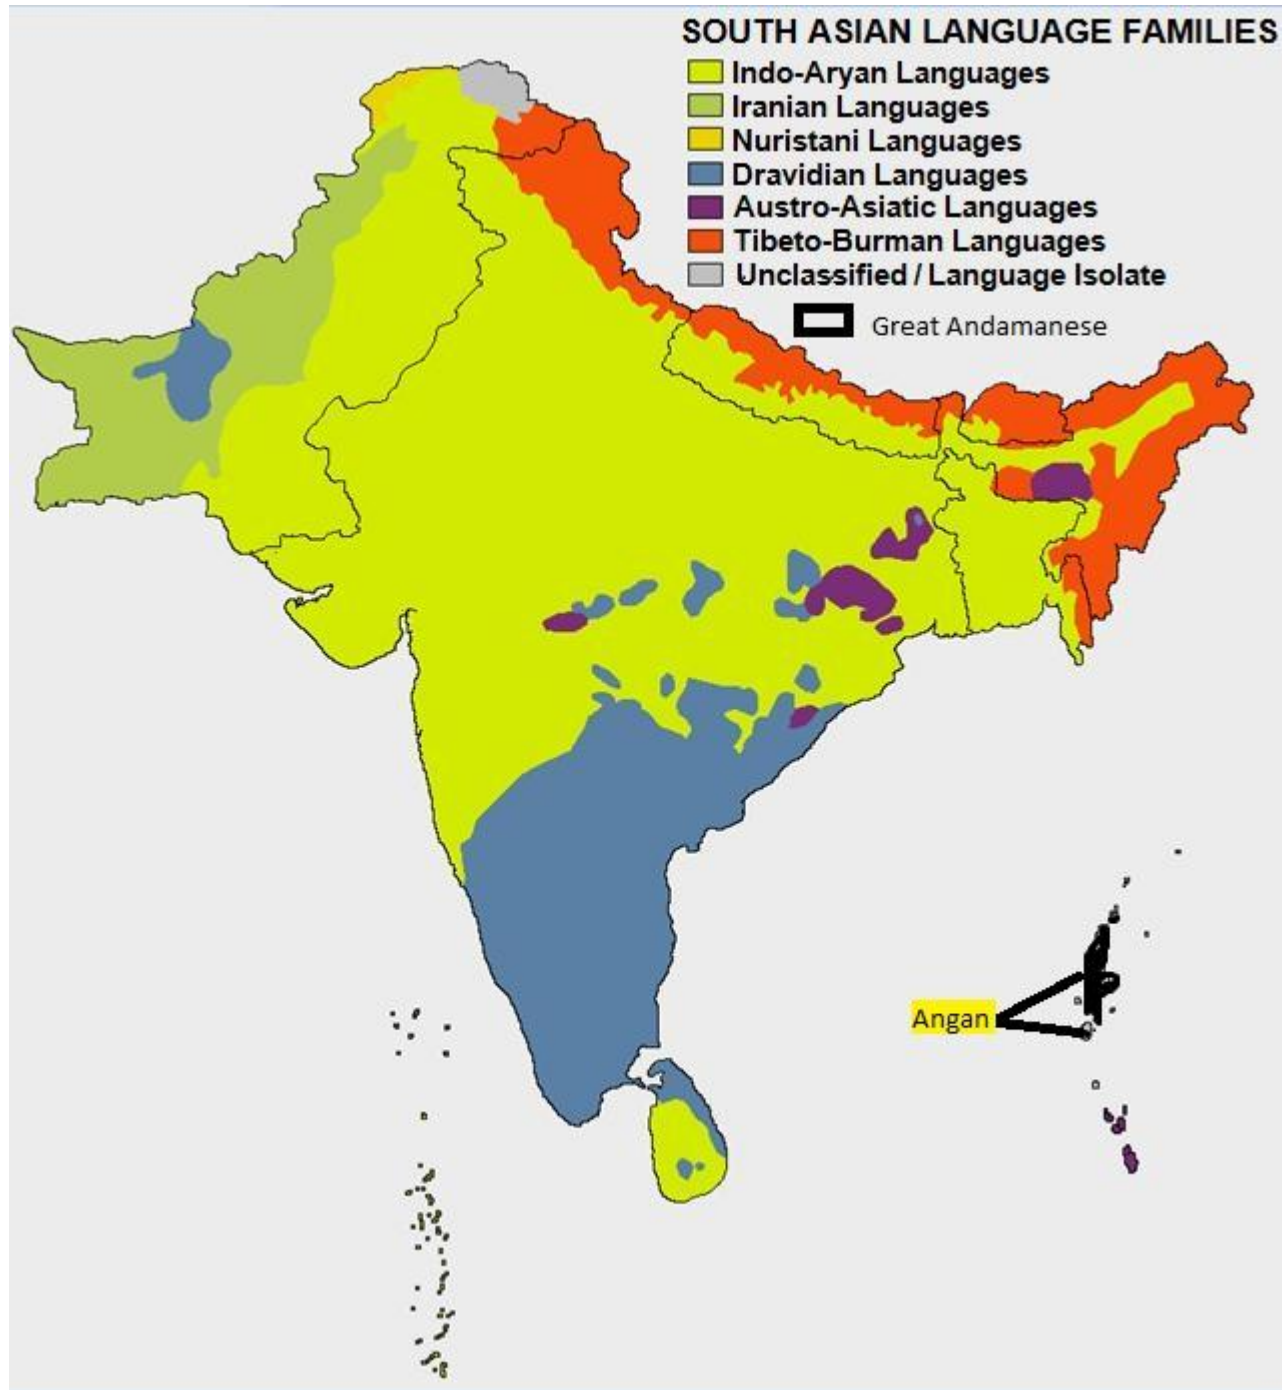 SOUTH ASIAN LANGUAGE FAMILIES
Indo-Aryan Languages
Iranian Languages
Nuristani Languages
Dravidian Languages
Austro-Asiatic Languages
Tibeto-Burman Languages
Unclassified / Language Isolate
Great Andamanese
Angan